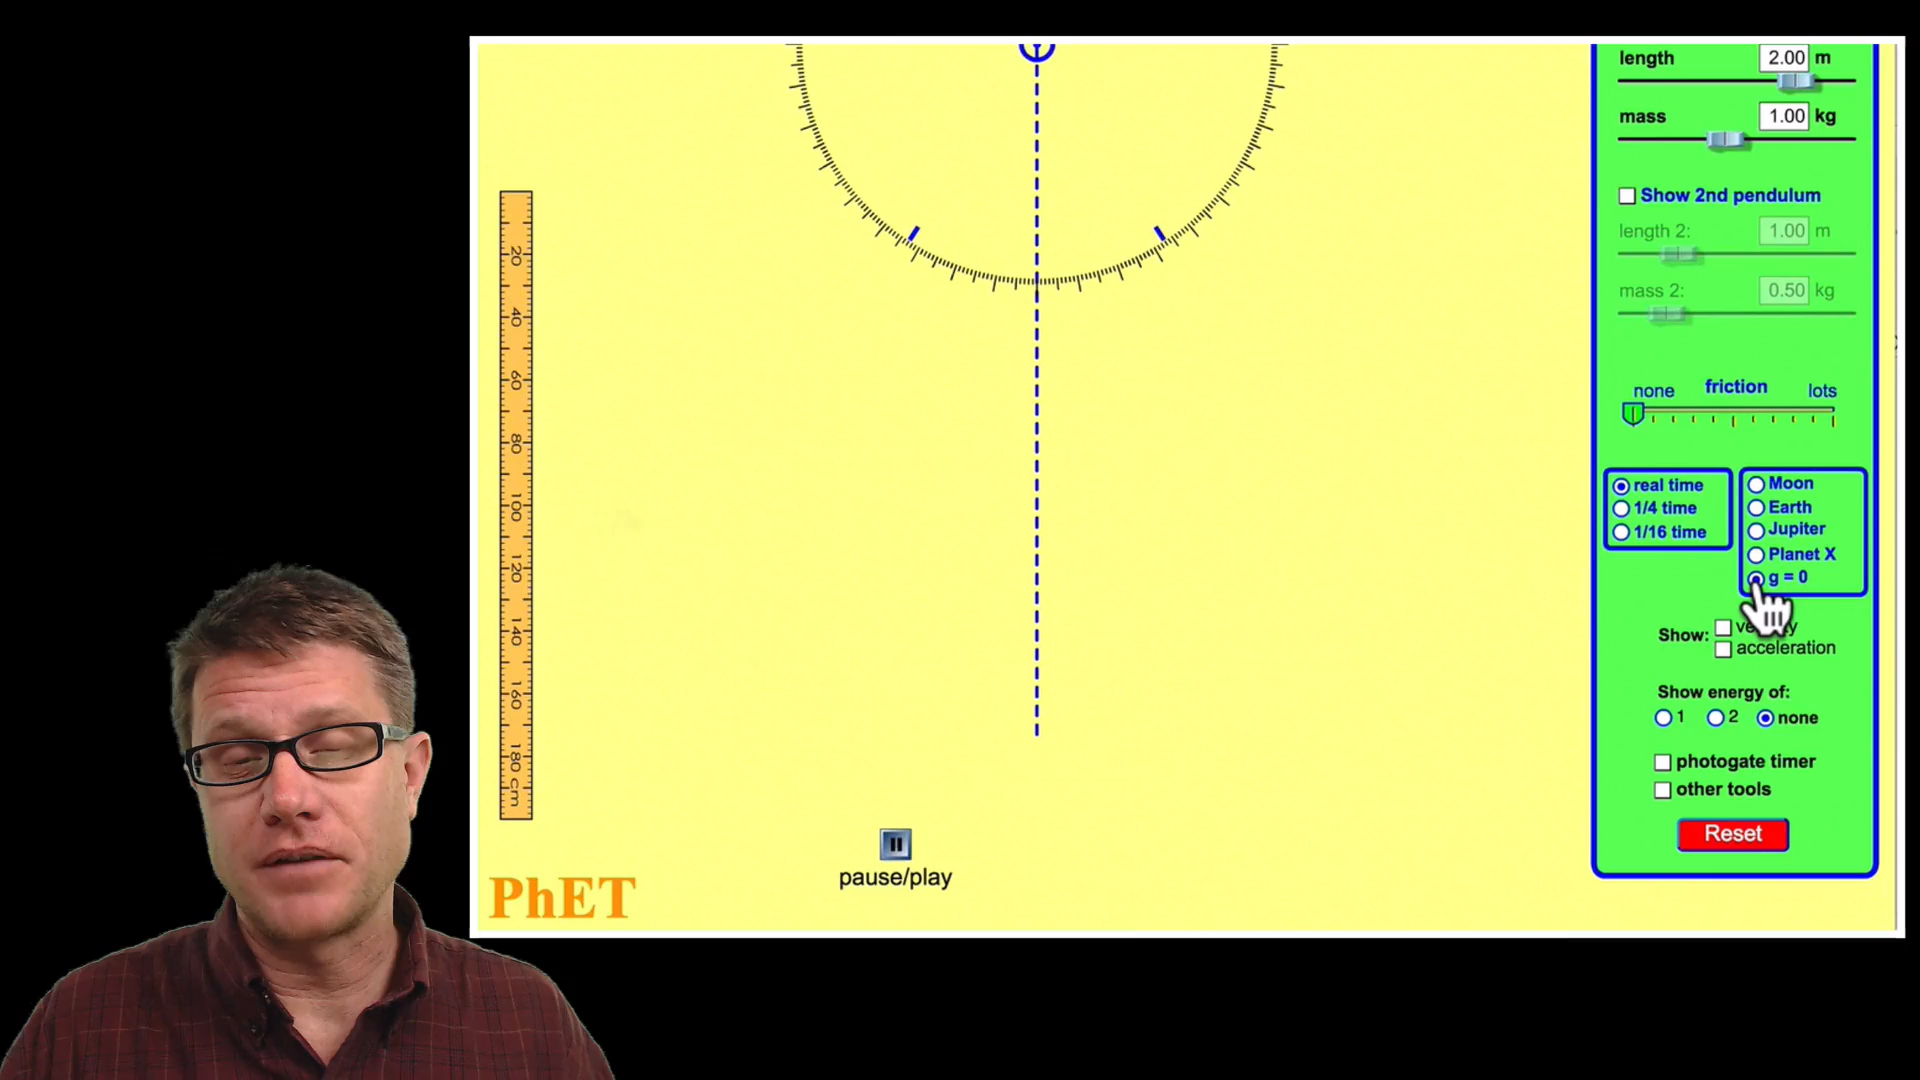 length 2.00 m
mass 1.00 kg
Show 2nd pendulum
length 2: 1.00 m
mass 2: 0.50 kg
none friction lots
real time
1/4 time
1/16 time
Moon
Earth
Jupiter
Planet X
g = 0
Show:
acceleration
Show energy of:
1 2 none
photogate timer
other tools
Reset
20
40
60
80
100
120
140
160
180 cm
pause/play
PhET